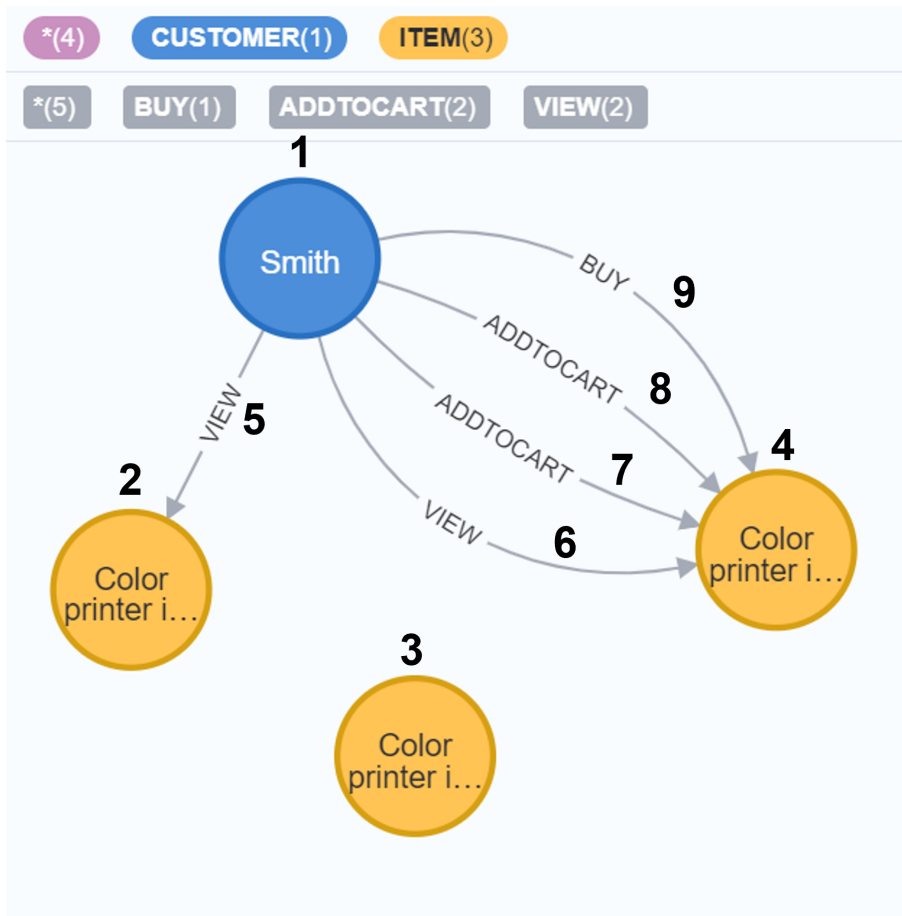 *(4) CUSTOMER(1) ITEM(3)
*(5) BUY(1) ADDTOCART(2) VIEW(2)
1
Smith
BUY
9
ADDTOCART
8
ADDTOCART
7
VIEW
5
VIEW
6
2
Color
printer i...
4
Color
printer i...
3
Color
printer i...